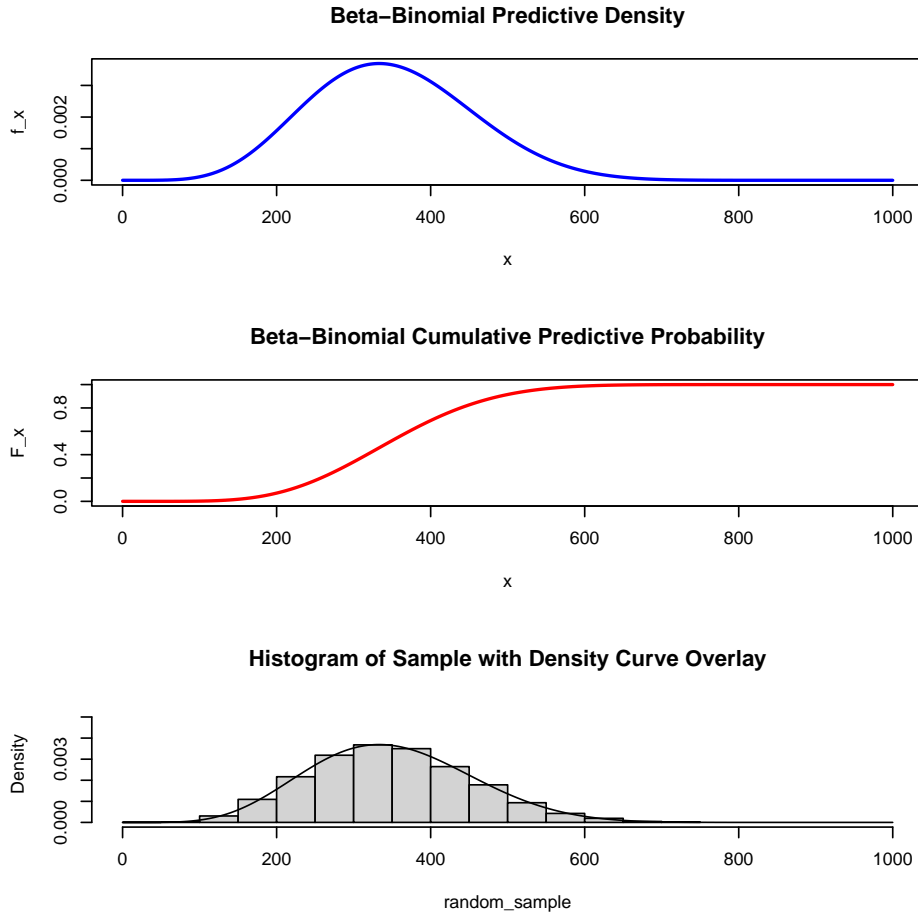 Beta−Binomial Predictive Density
f_x
0.000 0.002
0 200 400 600 800 1000
x
Beta−Binomial Cumulative Predictive Probability
F_x
0.0 0.4 0.8
0 200 400 600 800 1000
x
Histogram of Sample with Density Curve Overlay
Density
0.000 0.003
0 200 400 600 800 1000
random_sample